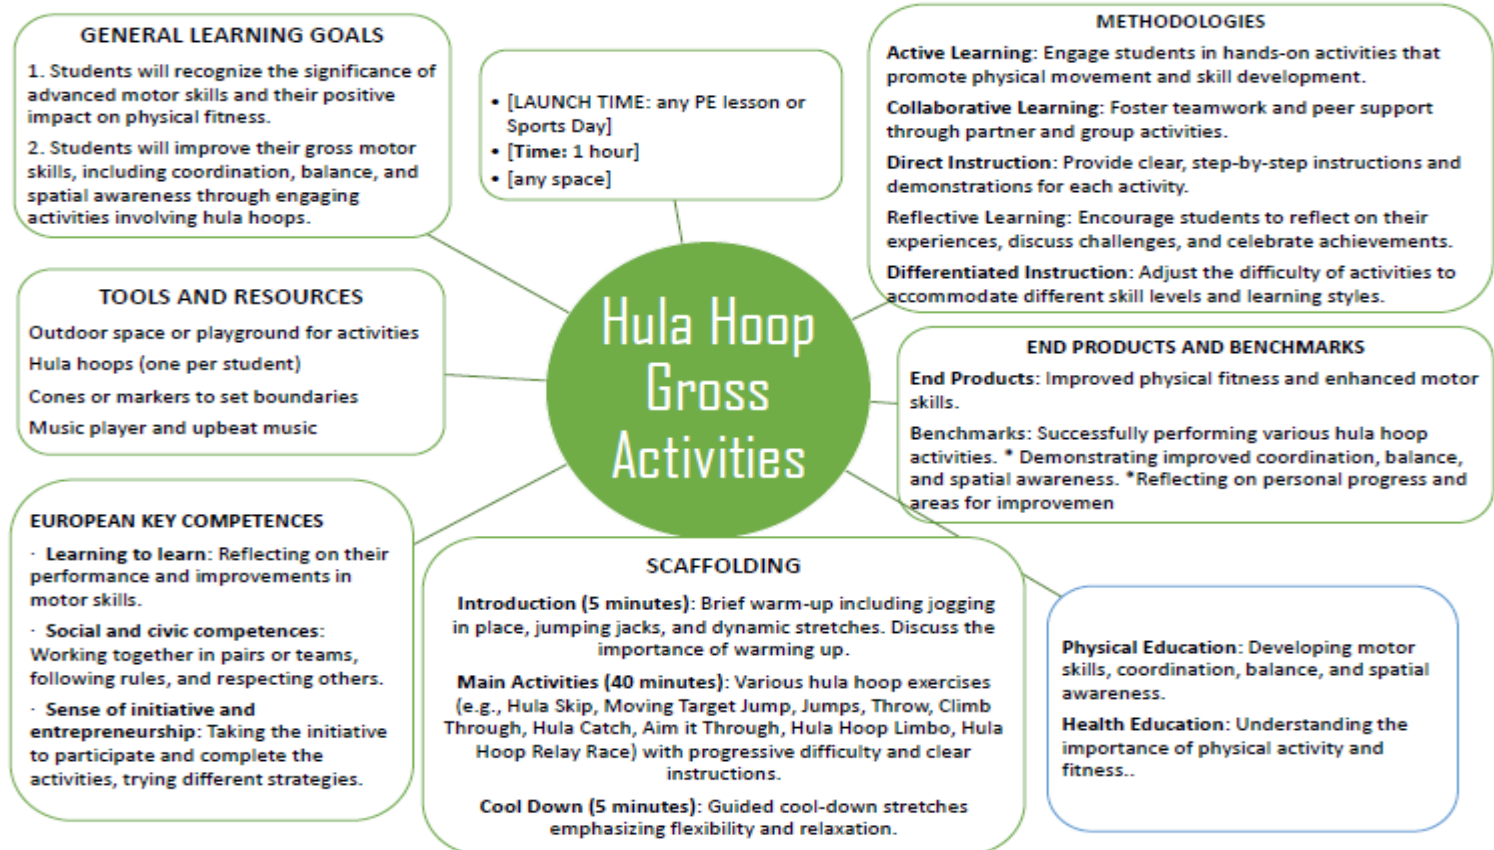 GENERAL LEARNING GOALS
1. Students will recognize the significance of
advanced motor skills and their positive
impact on physical fitness.
2. Students will improve their gross motor
skills, including coordination, balance, and
spatial awareness through engaging
activities involving hula hoops.
• [LAUNCH TIME: any PE lesson or
Sports Day]
• [Time: 1 hour]
• [any space]
METHODOLOGIES
Active Learning: Engage students in hands-on activities that
promote physical movement and skill development.
Collaborative Learning: Foster teamwork and peer support
through partner and group activities.
Direct Instruction: Provide clear, step-by-step instructions and
demonstrations for each activity.
Reflective Learning: Encourage students to reflect on their
experiences, discuss challenges, and celebrate achievements.
Differentiated Instruction: Adjust the difficulty of activities to
accommodate different skill levels and learning styles.
TOOLS AND RESOURCES
Outdoor space or playground for activities
Hula hoops (one per student)
Cones or markers to set boundaries
Music player and upbeat music
Hula Hoop
Gross
Activities
END PRODUCTS AND BENCHMARKS
End Products: Improved physical fitness and enhanced motor
skills.
Benchmarks: Successfully performing various hula hoop
activities. * Demonstrating improved coordination, balance,
and spatial awareness. *Reflecting on personal progress and
areas for improvemen
EUROPEAN KEY COMPETENCES
· Learning to learn: Reflecting on their
performance and improvements in
motor skills.
· Social and civic competences:
Working together in pairs or teams,
following rules, and respecting others.
· Sense of initiative and
entrepreneurship: Taking the initiative
to participate and complete the
activities, trying different strategies.
SCAFFOLDING
Introduction (5 minutes): Brief warm-up including jogging
in place, jumping jacks, and dynamic stretches. Discuss the
importance of warming up.
Main Activities (40 minutes): Various hula hoop exercises
(e.g., Hula Skip, Moving Target Jump, Jumps, Throw, Climb
Through, Hula Catch, Aim it Through, Hula Hoop Limbo, Hula
Hoop Relay Race) with progressive difficulty and clear
instructions.
Cool Down (5 minutes): Guided cool-down stretches
emphasizing flexibility and relaxation.
Physical Education: Developing motor
skills, coordination, balance, and spatial
awareness.
Health Education: Understanding the
importance of physical activity and
fitness..